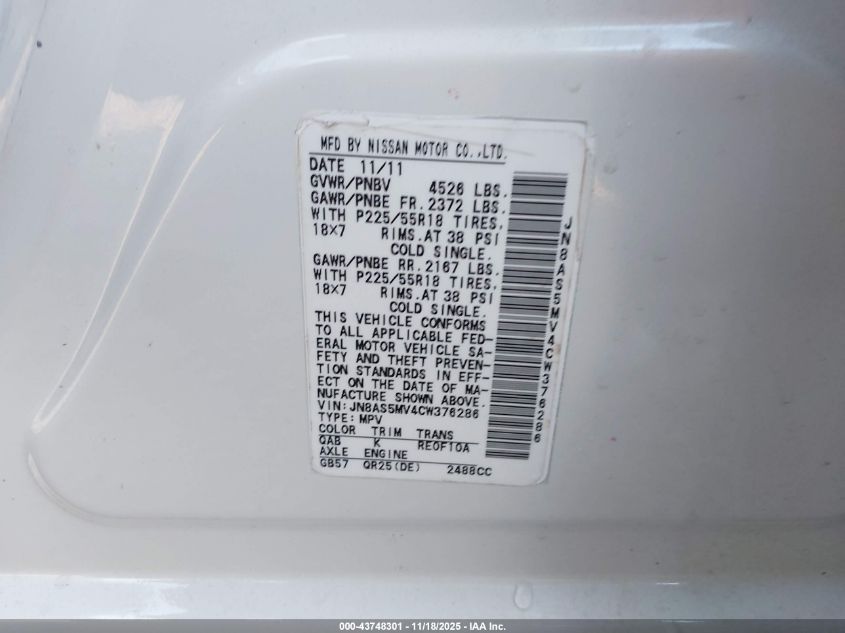 MFD BY NISSAN MOTOR CO.,LTD.
DATE 11/11
GVWR/PNBV 4526 LBS.
GAWR/PNBE FR. 2372 LBS.
WITH P225/55R18 TIRES,
18X7 RIMS.AT 38 PSI
COLD SINGLE.
GAWR/PNBE RR. 2167 LBS.
WITH P225/55R18 TIRES,
18X7 RIMS.AT 38 PSI
COLD SINGLE.
THIS VEHICLE CONFORMS
TO ALL APPLICABLE FED-
ERAL MOTOR VEHICLE SA-
FETY AND THEFT PREVEN-
TION STANDARDS IN EFF-
ECT ON THE DATE OF MA-
NUFACTURE SHOWN ABOVE.
VIN:JN8AS5MV4CW376286
TYPE:MPV
COLOR TRIM TRANS
QAB K RE0F10A
AXLE ENGINE
GB57 QR25(DE) 2488CC
JN8AS5MV4CW376286
000-43748301 - 11/18/2025 - IAA Inc.